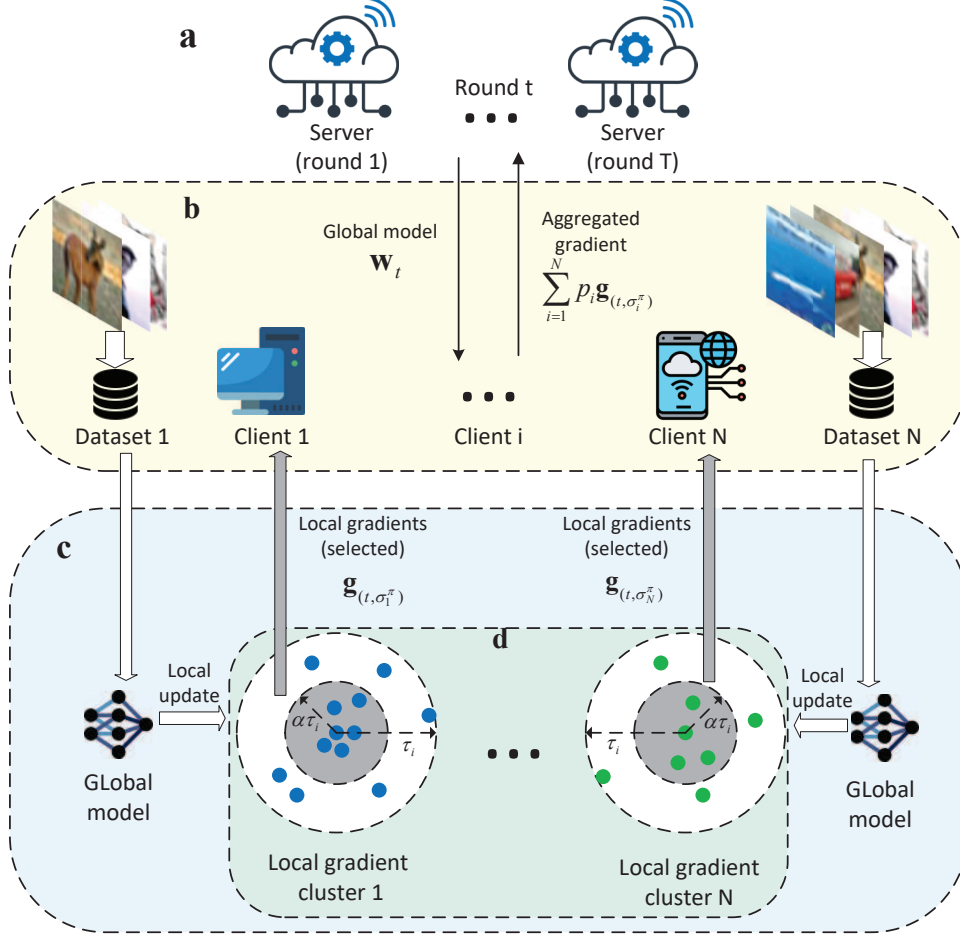 a
Server
(round 1)
Round t
Server
(round T)
b
Global model
𝐰_t
Aggregated
gradient
∑_{i=1}^{N} p_i 𝐠_{(t,σ_i^π)}
Dataset 1
Client 1
Client i
Client N
Dataset N
c
Local gradients
(selected)
𝐠_{(t,σ_1^π)}
Local gradients
(selected)
𝐠_{(t,σ_N^π)}
d
Local
update
ατ_i
τ_i
τ_i
ατ_i
Local
update
GLobal
model
GLobal
model
Local gradient
cluster 1
Local gradient
cluster N